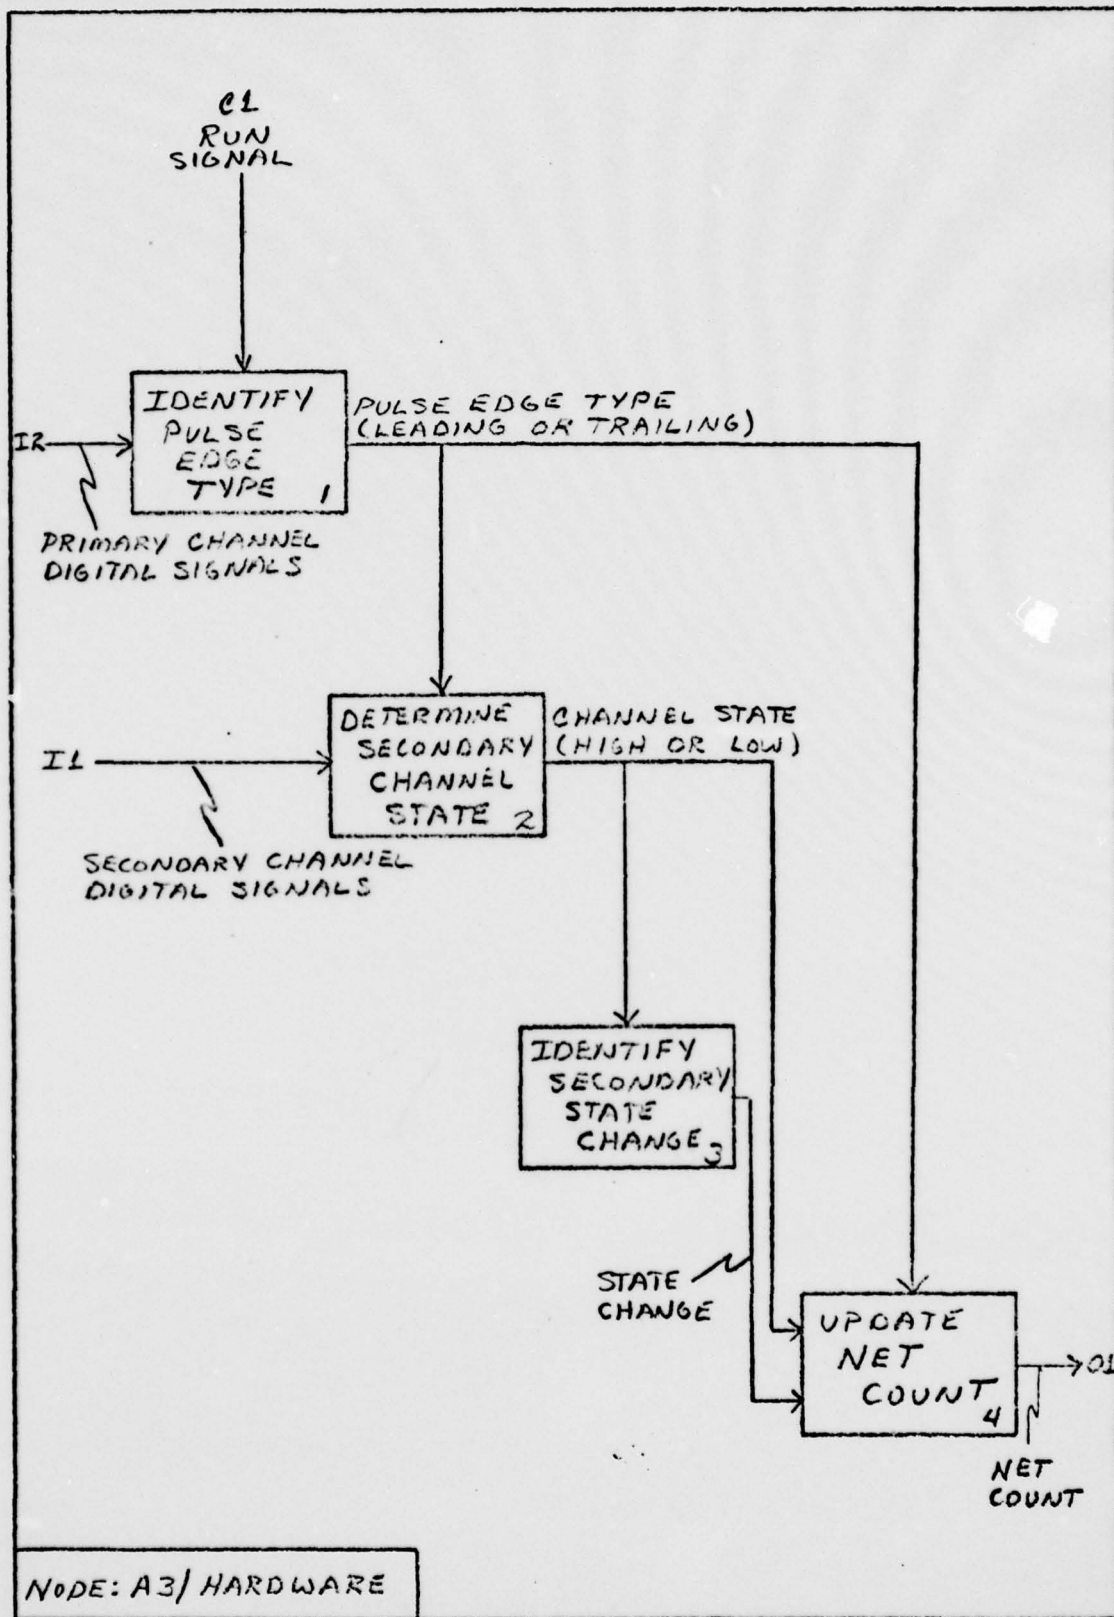 C1
RUN
SIGNAL
IDENTIFY
PULSE
EDGE
TYPE 1
PULSE EDGE TYPE
(LEADING OR TRAILING)
I2
PRIMARY CHANNEL
DIGITAL SIGNALS
DETERMINE
SECONDARY
CHANNEL
STATE 2
CHANNEL STATE
(HIGH OR LOW)
I1
SECONDARY CHANNEL
DIGITAL SIGNALS
IDENTIFY
SECONDARY
STATE
CHANGE 3
STATE
CHANGE
UPDATE
NET
COUNT 4
O1
NET
COUNT
NODE: A3/ HARDWARE